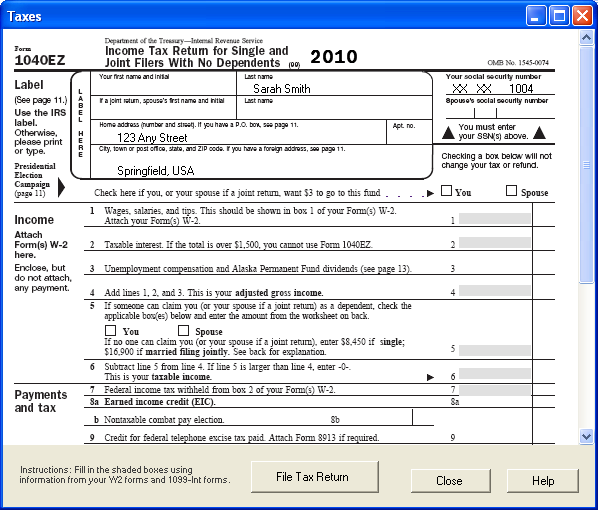 Taxes
Department of the Treasury—Internal Revenue Service
Form
1040EZ
Income Tax Return for Single and
Joint Filers With No Dependents (99)
2010
OMB No. 1545-0074
Label
(See page 11.)
Use the IRS
label.
Otherwise,
please print
or type.
Presidential
Election
Campaign
(page 11)
LABEL HERE
Your first name and initial
Last name
Sarah Smith
If a joint return, spouse's first name and initial
Last name
Home address (number and street). If you have a P.O. box, see page 11.
Apt. no.
123 Any Street
City, town or post office, state, and ZIP code. If you have a foreign address, see page 11.
Springfield, USA
Your social security number
XX XX 1004
Spouse's social security number
You must enter
your SSN(s) above.
Checking a box below will not
change your tax or refund.
Check here if you, or your spouse if a joint return, want $3 to go to this fund . . . .
You
Spouse
Income
Attach
Form(s) W-2
here.
Enclose, but
do not attach,
any payment.
1 Wages, salaries, and tips. This should be shown in box 1 of your Form(s) W-2.
Attach your Form(s) W-2. 1
2 Taxable interest. If the total is over $1,500, you cannot use Form 1040EZ. 2
3 Unemployment compensation and Alaska Permanent Fund dividends (see page 13). 3
4 Add lines 1, 2, and 3. This is your adjusted gross income. 4
5 If someone can claim you (or your spouse if a joint return) as a dependent, check the
applicable box(es) below and enter the amount from the worksheet on back.
You Spouse
If no one can claim you (or your spouse if a joint return), enter $8,450 if single;
$16,900 if married filing jointly. See back for explanation. 5
6 Subtract line 5 from line 4. If line 5 is larger than line 4, enter -0-.
This is your taxable income. 6
Payments
and tax
7 Federal income tax withheld from box 2 of your Form(s) W-2. 7
8a Earned income credit (EIC). 8a
b Nontaxable combat pay election. 8b
9 Credit for federal telephone excise tax paid. Attach Form 8913 if required. 9
Instructions: Fill in the shaded boxes using
information from your W2 forms and 1099-Int forms.
File Tax Return
Close
Help